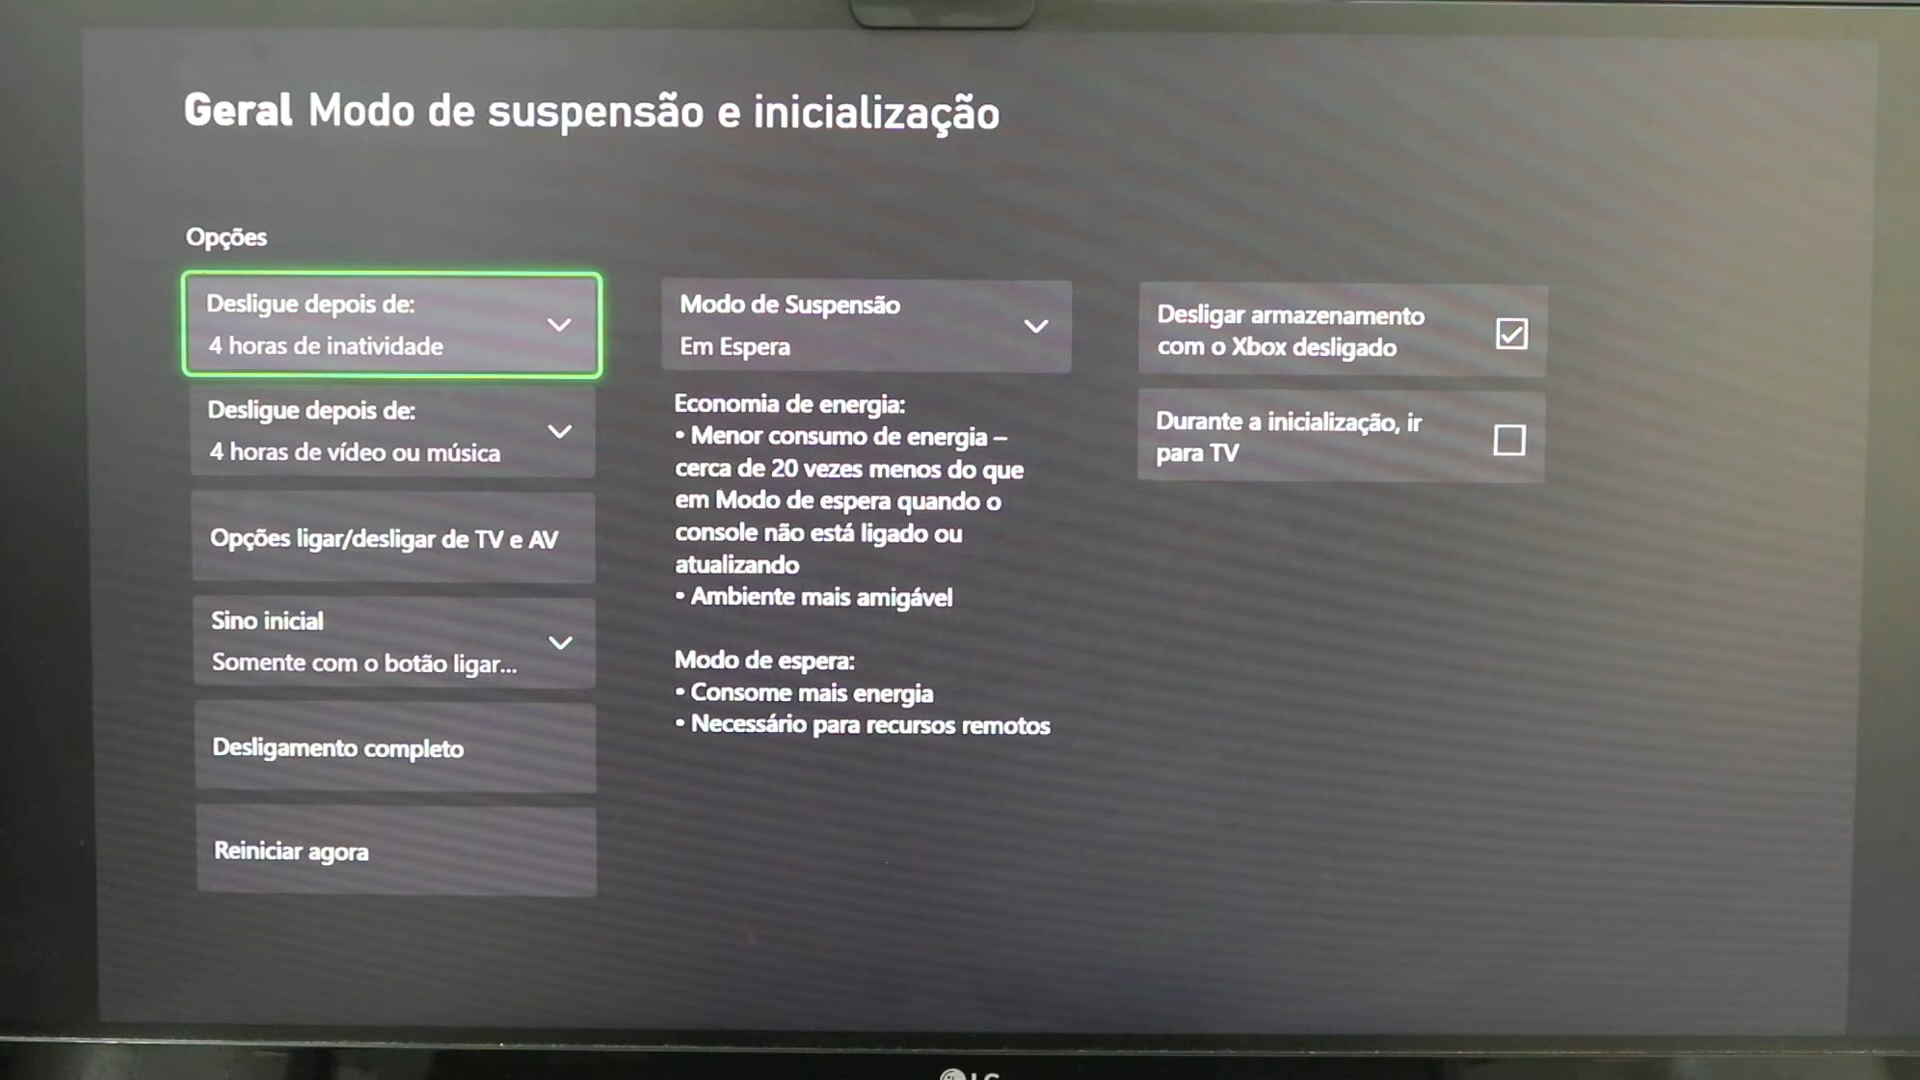 Geral Modo de suspensão e inicialização
Opções
Desligue depois de:
4 horas de inatividade
Desligue depois de:
4 horas de vídeo ou música
Opções ligar/desligar de TV e AV
Sino inicial
Somente com o botão ligar...
Desligamento completo
Reiniciar agora
Modo de Suspensão
Em Espera
Economia de energia:
• Menor consumo de energia –
cerca de 20 vezes menos do que
em Modo de espera quando o
console não está ligado ou
atualizando
• Ambiente mais amigável
Modo de espera:
• Consome mais energia
• Necessário para recursos remotos
Desligar armazenamento
com o Xbox desligado
Durante a inicialização, ir
para TV
LG